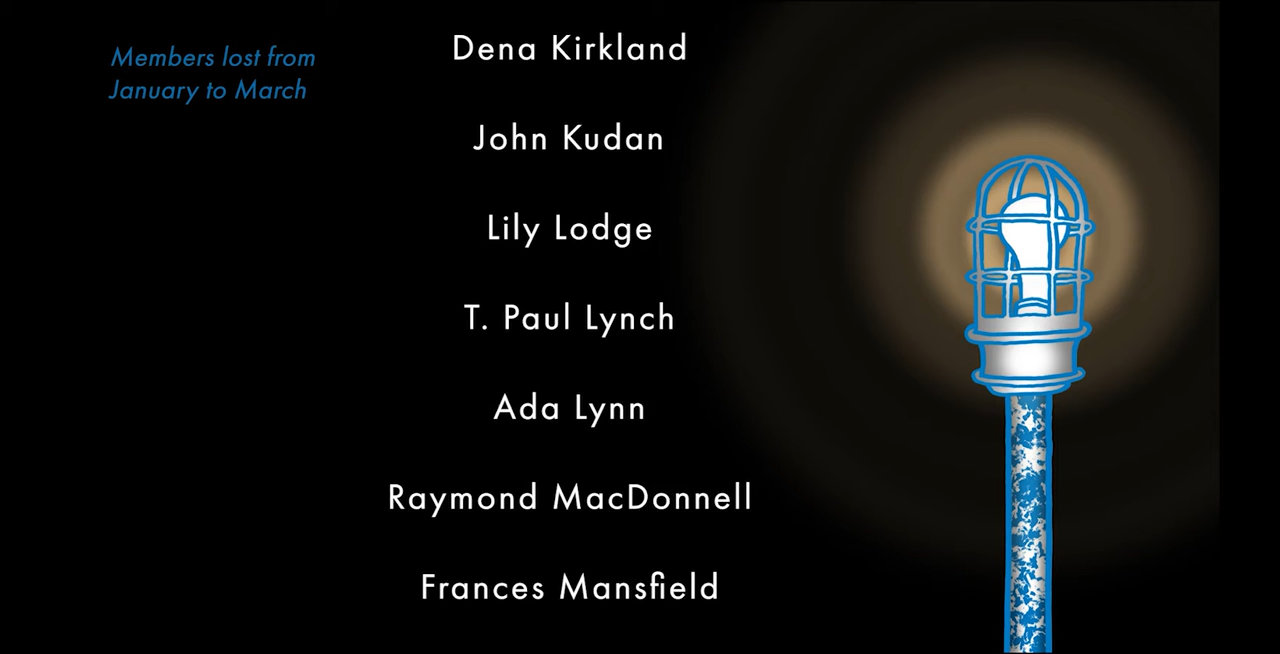 Members lost from
January to March
Dena Kirkland
John Kudan
Lily Lodge
T. Paul Lynch
Ada Lynn
Raymond MacDonnell
Frances Mansfield